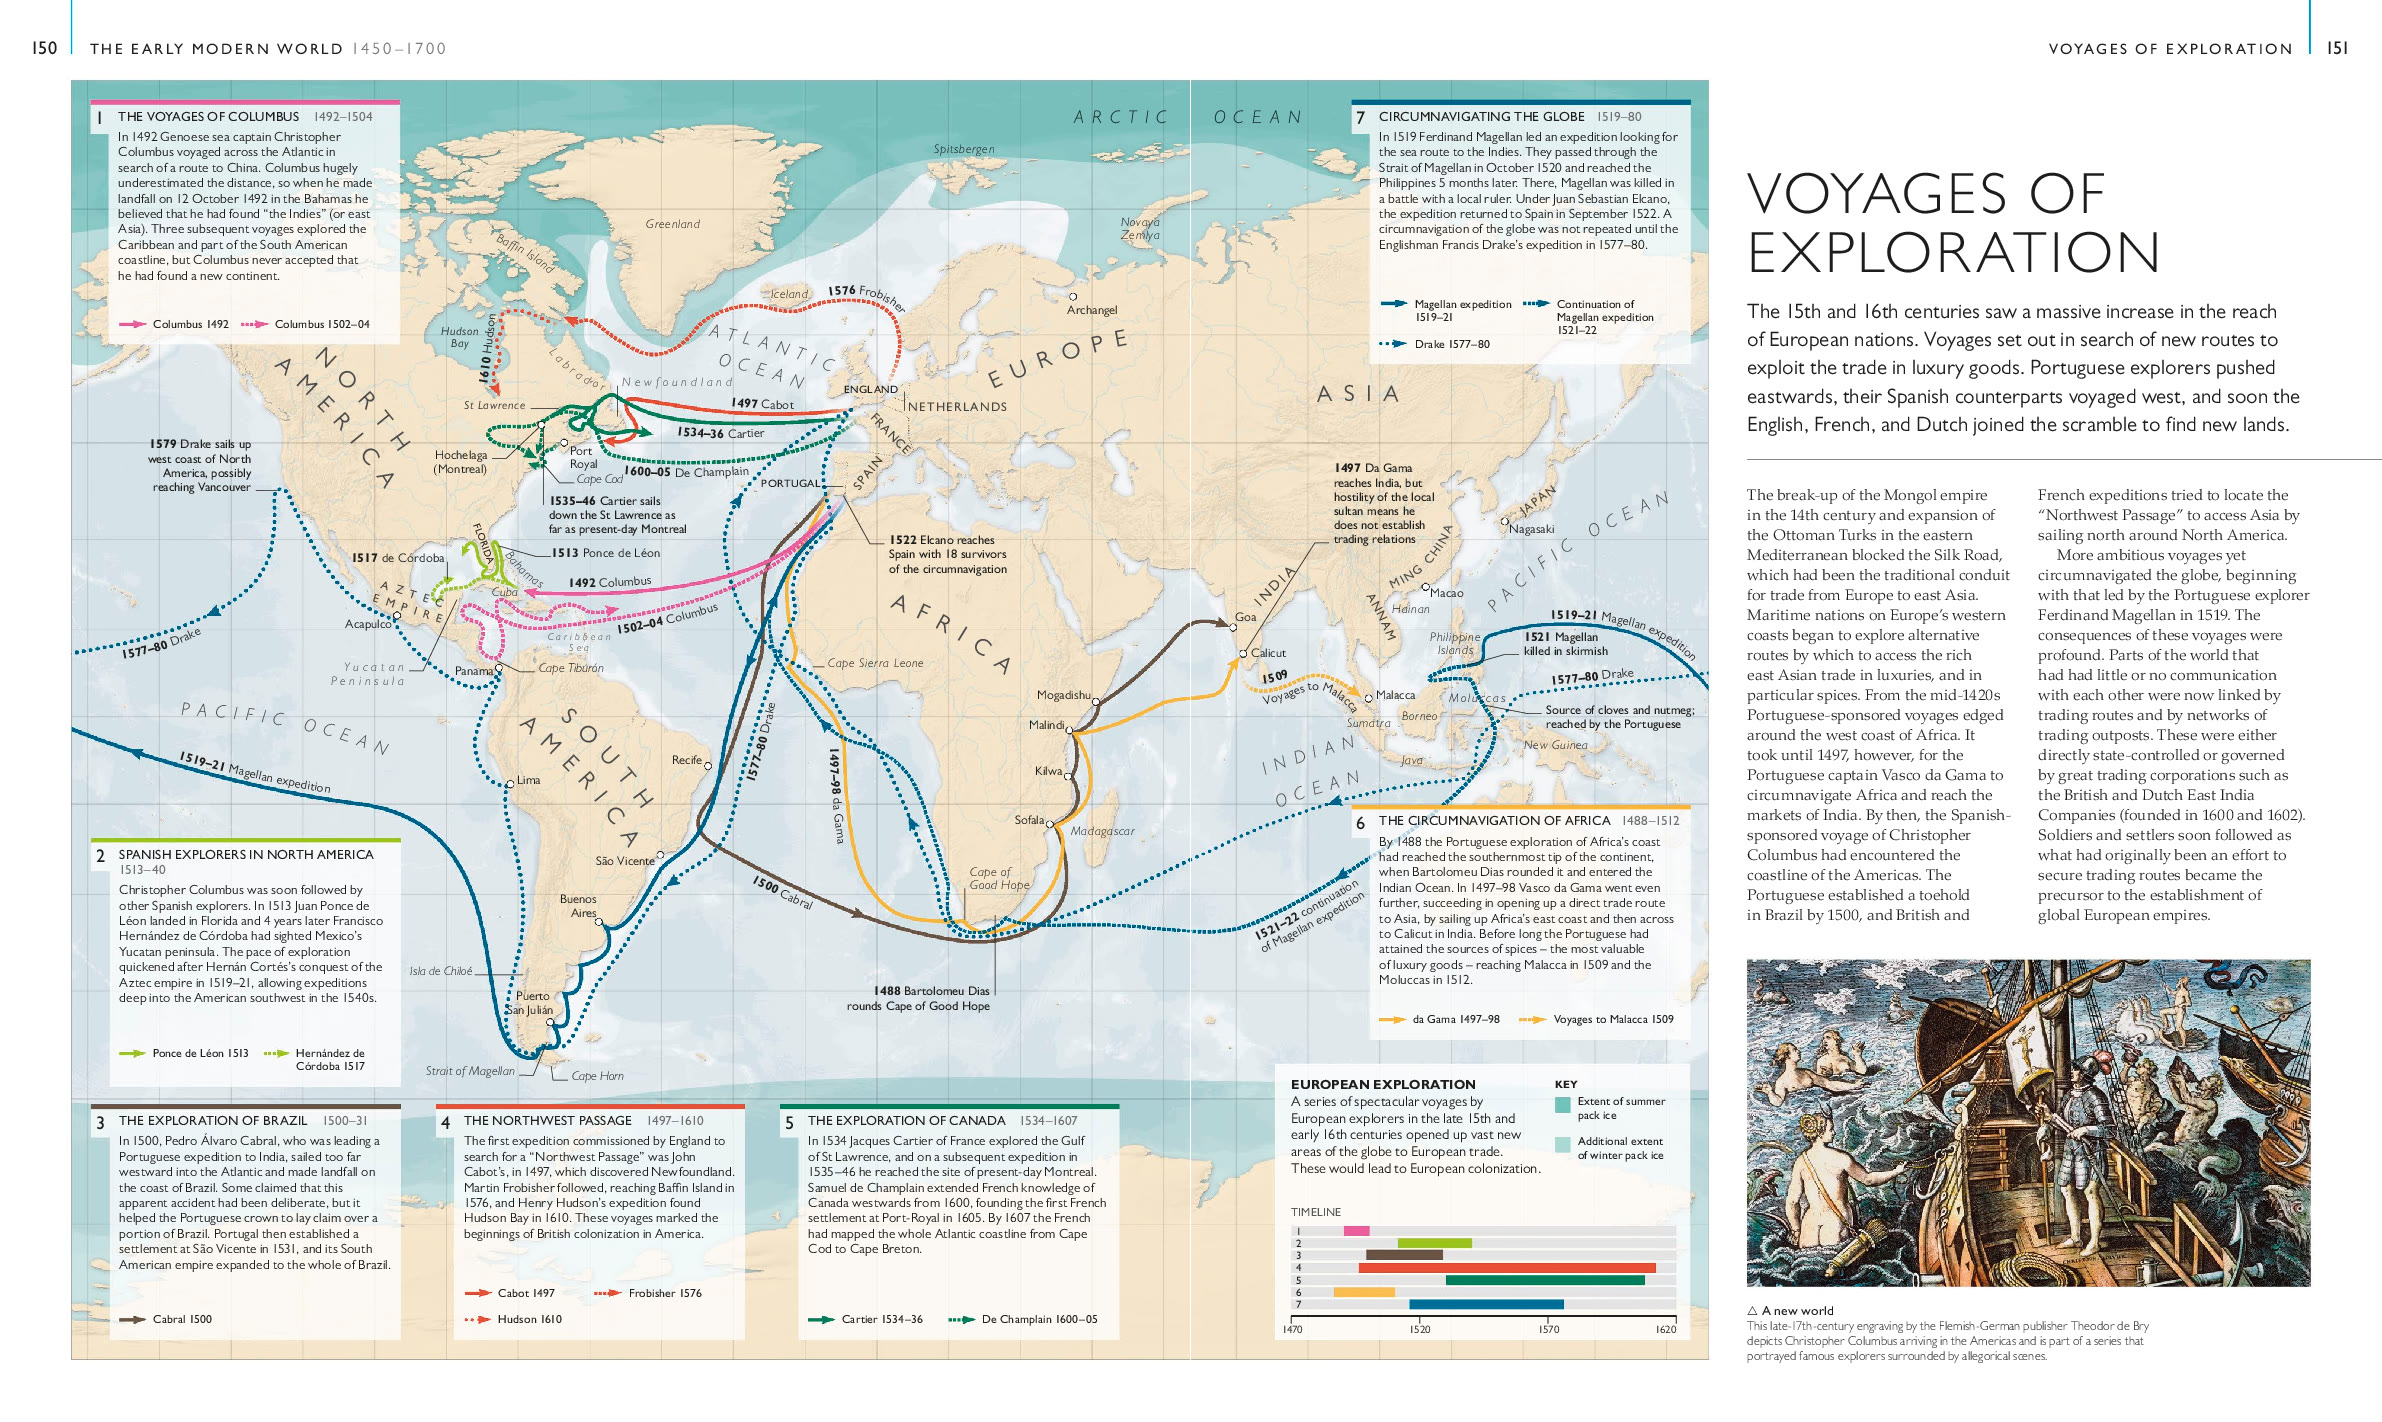 150
THE EARLY MODERN WORLD 1450–1700
VOYAGES OF EXPLORATION
151
1 THE VOYAGES OF COLUMBUS 1492–1504
In 1492 Genoese sea captain Christopher
Columbus voyaged across the Atlantic in
search of a route to China. Columbus hugely
underestimated the distance, so when he made
landfall on 12 October 1492 in the Bahamas he
believed that he had found “the Indies” (or east
Asia). Three subsequent voyages explored the
Caribbean and part of the South American
coastline, but Columbus never accepted that
he had found a new continent.
Columbus 1492
Columbus 1502–04
7 CIRCUMNAVIGATING THE GLOBE 1519–80
In 1519 Ferdinand Magellan led an expedition looking for
the sea route to the Indies. They passed through the
Strait of Magellan in October 1520 and reached the
Philippines 5 months later. There, Magellan was killed in
a battle with a local ruler. Under Juan Sebastian Elcano,
the expedition returned to Spain in September 1522. A
circumnavigation of the globe was not repeated until the
Englishman Francis Drake’s expedition in 1577–80.
Magellan expedition
1519–21
Continuation of
Magellan expedition
1521–22
Drake 1577–80
ARCTIC OCEAN
Spitsbergen
Greenland
Novaya
Zemlya
Baffin Island
Iceland
1576 Frobisher
Archangel
Hudson
Bay
1610 Hudson
Labrador
ATLANTIC
OCEAN
EUROPE
NORTH
AMERICA
Newfoundland
ENGLAND
NETHERLANDS
ASIA
St Lawrence
1497 Cabot
1534–36 Cartier
FRANCE
1579 Drake sails up
west coast of North
America, possibly
reaching Vancouver
Hochelaga
(Montreal)
Port
Royal
Cape Cod
1600–05 De Champlain
PORTUGAL
SPAIN
1535–46 Cartier sails
down the St Lawrence as
far as present-day Montreal
1497 Da Gama
reaches India, but
hostility of the local
sultan means he
does not establish
trading relations
JAPAN
Nagasaki
PACIFIC OCEAN
FLORIDA
1517 de Córdoba
1513 Ponce de Léon
Bahamas
1522 Elcano reaches
Spain with 18 survivors
of the circumnavigation
MING CHINA
Macao
Hainan
AZTEC
EMPIRE
Cuba
1492 Columbus
1502–04 Columbus
Acapulco
Caribbean
Sea
AFRICA
INDIA
ANNAM
Goa
Calicut
Philippine
Islands
1519–21 Magellan expedition
1521 Magellan
killed in skirmish
1577–80 Drake
1577–80 Drake
Yucatan
Peninsula
Panama
Cape Tiburón
Cape Sierra Leone
Mogadishu
1509
Voyages to Malacca
Malacca
Moluccas
Source of cloves and nutmeg;
reached by the Portuguese
PACIFIC OCEAN
SOUTH
AMERICA
Malindi
Sumatra
Borneo
New Guinea
Java
INDIAN
OCEAN
1519–21 Magellan expedition
Lima
Recife
1577–80 Drake
1497–98 da Gama
Kilwa
Sofala
Madagascar
São Vicente
1500 Cabral
Cape of
Good Hope
Buenos
Aires
1521–22 continuation
of Magellan expedition
Isla de Chiloé
Puerto
San Julián
1488 Bartolomeu Dias
rounds Cape of Good Hope
Strait of Magellan
Cape Horn
2 SPANISH EXPLORERS IN NORTH AMERICA
1513–40
Christopher Columbus was soon followed by
other Spanish explorers. In 1513 Juan Ponce de
Léon landed in Florida and 4 years later Francisco
Hernández de Córdoba had sighted Mexico’s
Yucatan peninsula. The pace of exploration
quickened after Hernán Cortés’s conquest of the
Aztec empire in 1519–21, allowing expeditions
deep into the American southwest in the 1540s.
Ponce de Léon 1513
Hernández de
Córdoba 1517
6 THE CIRCUMNAVIGATION OF AFRICA 1488–1512
By 1488 the Portuguese exploration of Africa’s coast
had reached the southernmost tip of the continent,
when Bartolomeu Dias rounded it and entered the
Indian Ocean. In 1497–98 Vasco da Gama went even
further, succeeding in opening up a direct trade route
to Asia, by sailing up Africa’s east coast and then across
to Calicut in India. Before long the Portuguese had
attained the sources of spices – the most valuable
of luxury goods – reaching Malacca in 1509 and the
Moluccas in 1512.
da Gama 1497–98
Voyages to Malacca 1509
3 THE EXPLORATION OF BRAZIL 1500–31
In 1500, Pedro Álvaro Cabral, who was leading a
Portuguese expedition to India, sailed too far
westward into the Atlantic and made landfall on
the coast of Brazil. Some claimed that this
apparent accident had been deliberate, but it
helped the Portuguese crown to lay claim over a
portion of Brazil. Portugal then established a
settlement at São Vicente in 1531, and its South
American empire expanded to the whole of Brazil.
Cabral 1500
4 THE NORTHWEST PASSAGE 1497–1610
The first expedition commissioned by England to
search for a “Northwest Passage” was John
Cabot’s, in 1497, which discovered Newfoundland.
Martin Frobisher followed, reaching Baffin Island in
1576, and Henry Hudson’s expedition found
Hudson Bay in 1610. These voyages marked the
beginnings of British colonization in America.
Cabot 1497
Frobisher 1576
Hudson 1610
5 THE EXPLORATION OF CANADA 1534–1607
In 1534 Jacques Cartier of France explored the Gulf
of St Lawrence, and on a subsequent expedition in
1535–46 he reached the site of present-day Montreal.
Samuel de Champlain extended French knowledge of
Canada westwards from 1600, founding the first French
settlement at Port-Royal in 1605. By 1607 the French
had mapped the whole Atlantic coastline from Cape
Cod to Cape Breton.
Cartier 1534–36
De Champlain 1600–05
EUROPEAN EXPLORATION
A series of spectacular voyages by
European explorers in the late 15th and
early 16th centuries opened up vast new
areas of the globe to European trade.
These would lead to European colonization.
KEY
Extent of summer
pack ice
Additional extent
of winter pack ice
TIMELINE
1
2
3
4
5
6
7
1470 1520 1570 1620
VOYAGES OF
EXPLORATION
The 15th and 16th centuries saw a massive increase in the reach
of European nations. Voyages set out in search of new routes to
exploit the trade in luxury goods. Portuguese explorers pushed
eastwards, their Spanish counterparts voyaged west, and soon the
English, French, and Dutch joined the scramble to find new lands.
The break-up of the Mongol empire
in the 14th century and expansion of
the Ottoman Turks in the eastern
Mediterranean blocked the Silk Road,
which had been the traditional conduit
for trade from Europe to east Asia.
Maritime nations on Europe’s western
coasts began to explore alternative
routes by which to access the rich
east Asian trade in luxuries, and in
particular spices. From the mid-1420s
Portuguese-sponsored voyages edged
around the west coast of Africa. It
took until 1497, however, for the
Portuguese captain Vasco da Gama to
circumnavigate Africa and reach the
markets of India. By then, the Spanish-
sponsored voyage of Christopher
Columbus had encountered the
coastline of the Americas. The
Portuguese established a toehold
in Brazil by 1500, and British and
French expeditions tried to locate the
“Northwest Passage” to access Asia by
sailing north around North America.
More ambitious voyages yet
circumnavigated the globe, beginning
with that led by the Portuguese explorer
Ferdinand Magellan in 1519. The
consequences of these voyages were
profound. Parts of the world that
had had little or no communication
with each other were now linked by
trading routes and by networks of
trading outposts. These were either
directly state-controlled or governed
by great trading corporations such as
the British and Dutch East India
Companies (founded in 1600 and 1602).
Soldiers and settlers soon followed as
what had originally been an effort to
secure trading routes became the
precursor to the establishment of
global European empires.
△ A new world
This late-17th-century engraving by the Flemish-German publisher Theodor de Bry
depicts Christopher Columbus arriving in the Americas and is part of a series that
portrayed famous explorers surrounded by allegorical scenes.